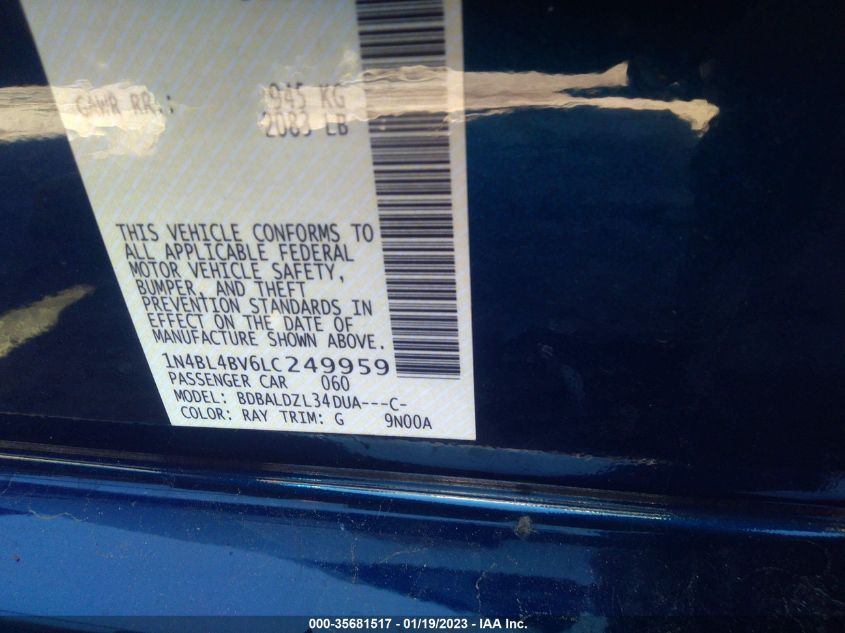 GAWR RR.: 945 KG
2083 LB
THIS VEHICLE CONFORMS TO
ALL APPLICABLE FEDERAL
MOTOR VEHICLE SAFETY,
BUMPER, AND THEFT
PREVENTION STANDARDS IN
EFFECT ON THE DATE OF
MANUFACTURE SHOWN ABOVE.
1N4BL4BV6LC249959
PASSENGER CAR 060
MODEL: BDBALDZL34DUA---C-
COLOR: RAY TRIM: G 9N00A
000-35681517 - 01/19/2023 - IAA Inc.